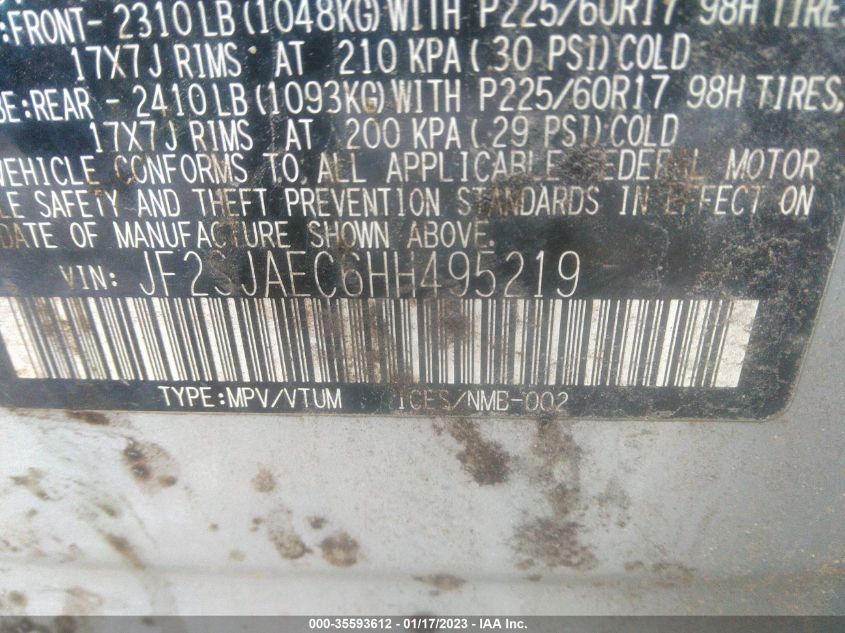 :FRONT- 2310LB(1048KG)WITH P225/60R17 98H TIRES,
17X7J RIMS AT 210 KPA(30 PSI)COLD
:REAR - 2410LB(1093KG)WITH P225/60R17 98H TIRES,
17X7J RIMS AT 200 KPA(29 PSI)COLD
VEHICLE CONFORMS TO ALL APPLICABLE FEDERAL MOTOR
LE SAFETY AND THEFT PREVENTION STANDARDS IN EFFECT ON
DATE OF MANUFACTURE SHOWN ABOVE.
VIN: JF2SJAEC6HH495219
TYPE:MPV/VTUM ICES/NMB-002
000-35593612 - 01/17/2023 - IAA Inc.